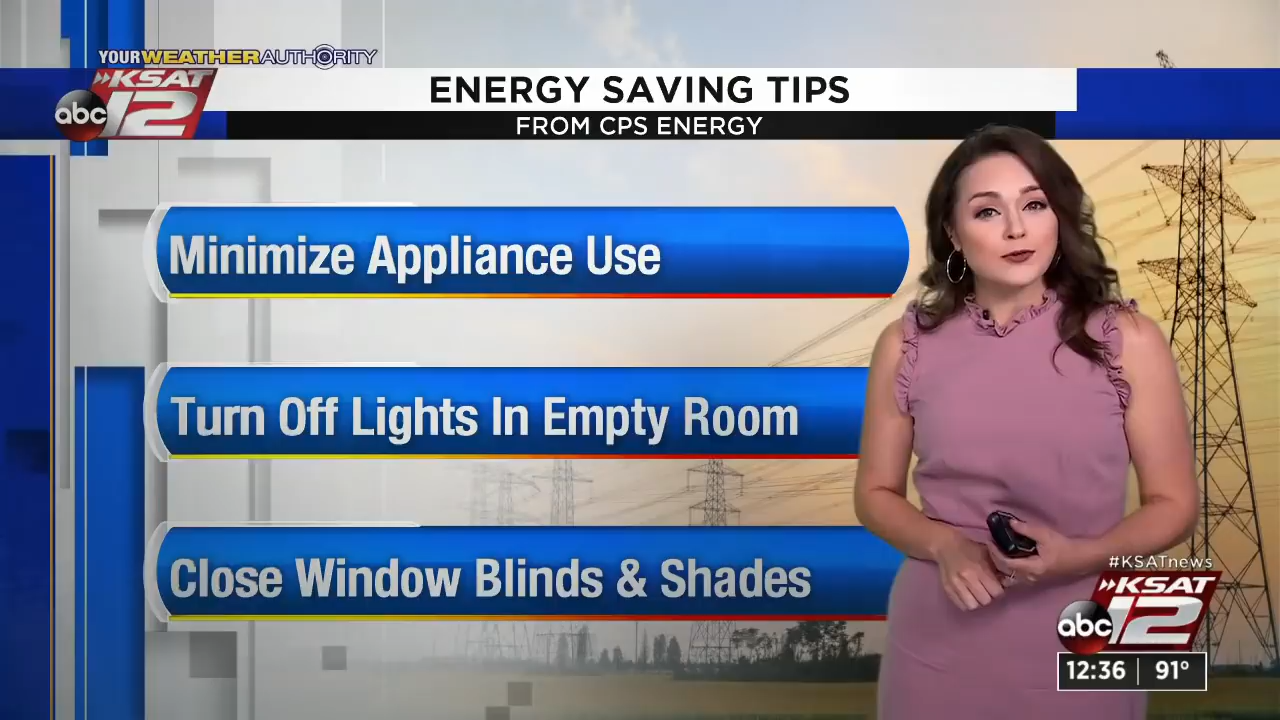 YOUR WEATHER AUTHORITY
KSAT
abc 12
ENERGY SAVING TIPS
FROM CPS ENERGY
Minimize Appliance Use
Turn Off Lights In Empty Room
Close Window Blinds & Shades
#KSATnews
KSAT
abc 12
12:36 91°